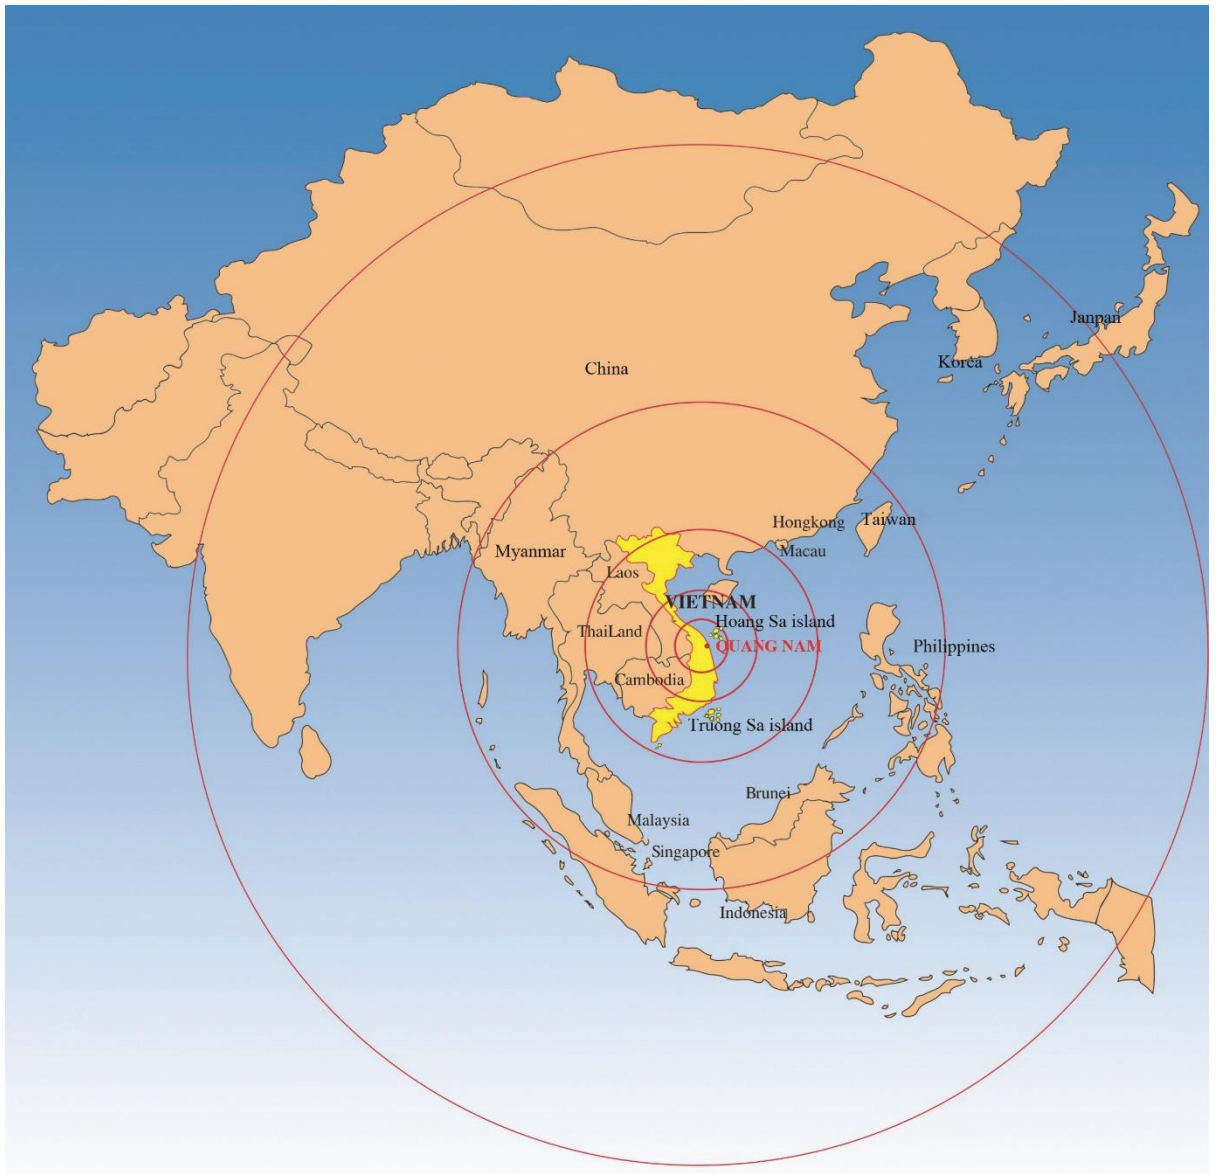 Janpan
Korea
China
Hongkong
Taiwan
Macau
Myanmar
Laos
VIETNAM
Hoang Sa island
ThaiLand
QUANG NAM
Philippines
Cambodia
Truong Sa island
Brunei
Malaysia
Singapore
Indonesia